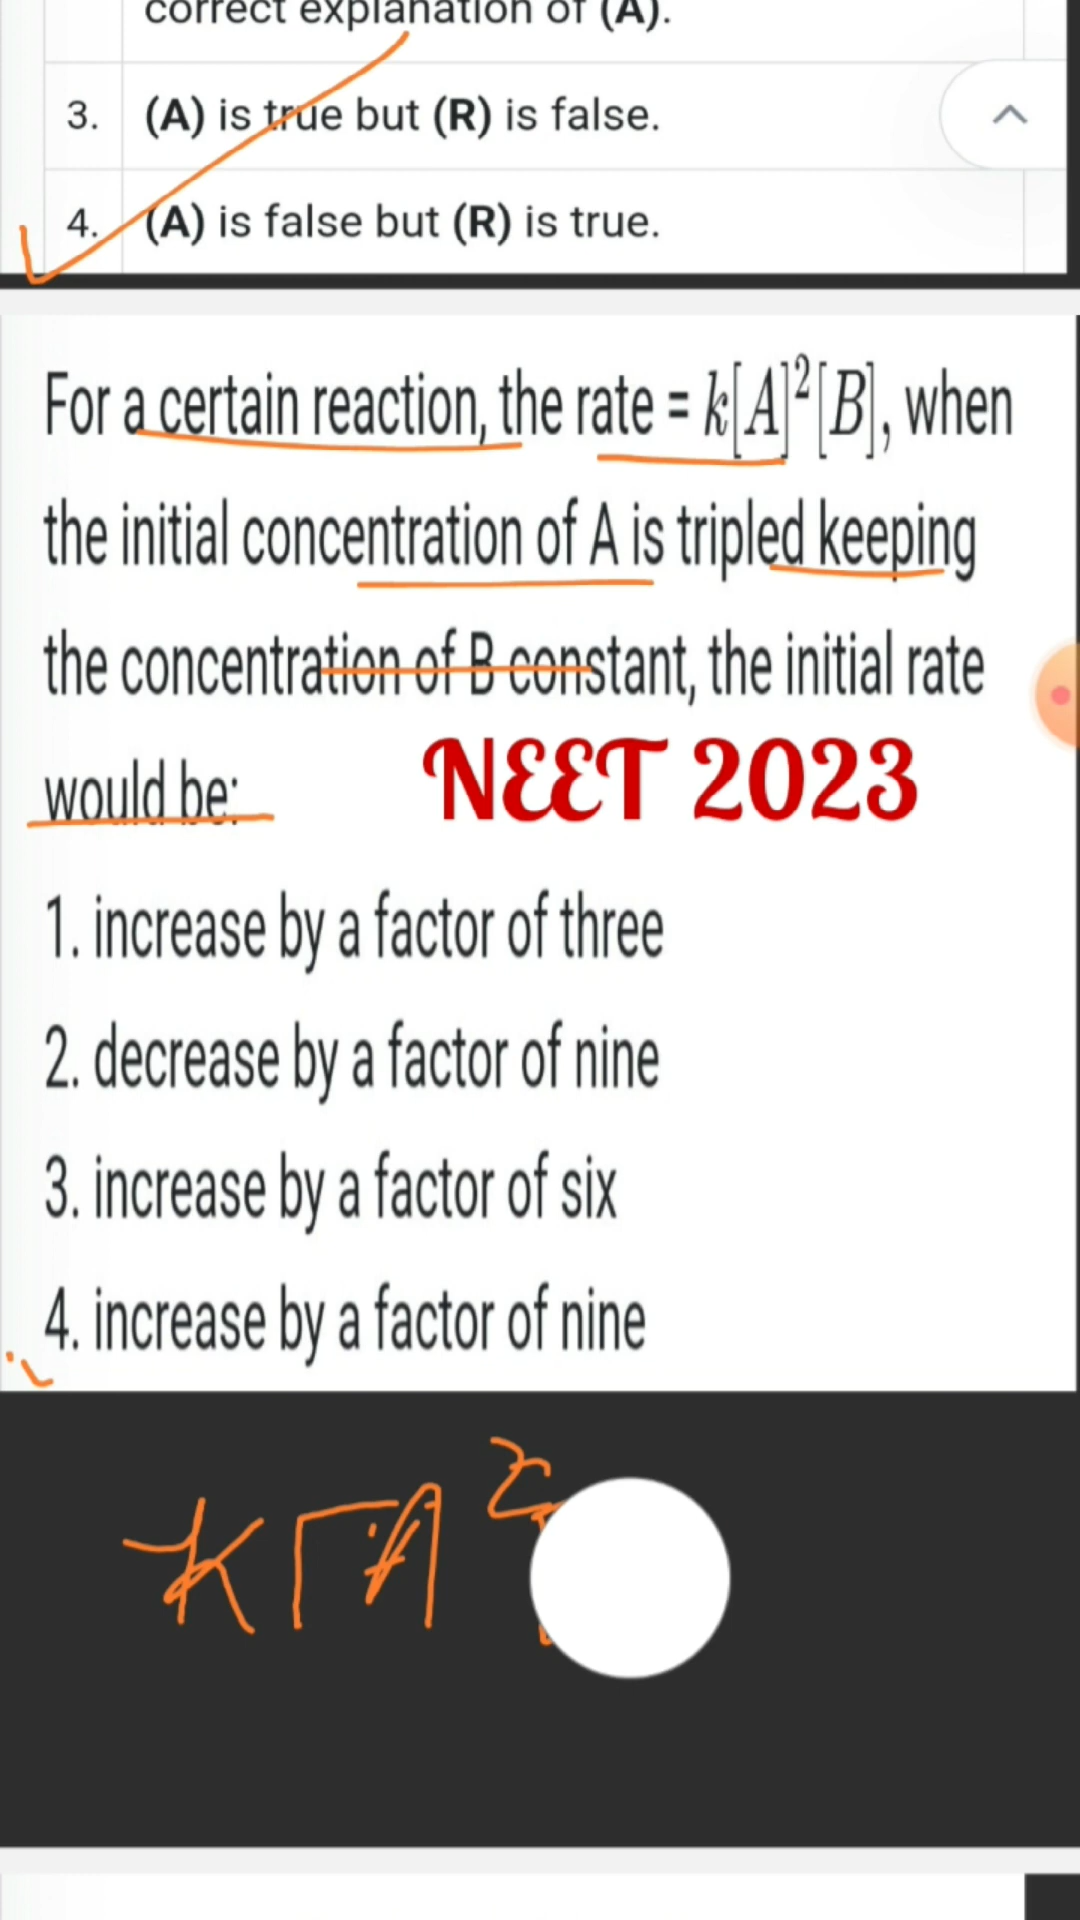 correct explanation of (A).
3. (A) is true but (R) is false.
4. (A) is false but (R) is true.
For a certain reaction, the rate = k[A]²[B], when
the initial concentration of A is tripled keeping
the concentration of B constant, the initial rate
would be:
NEET 2023
1. increase by a factor of three
2. decrease by a factor of nine
3. increase by a factor of six
4. increase by a factor of nine
K[A²